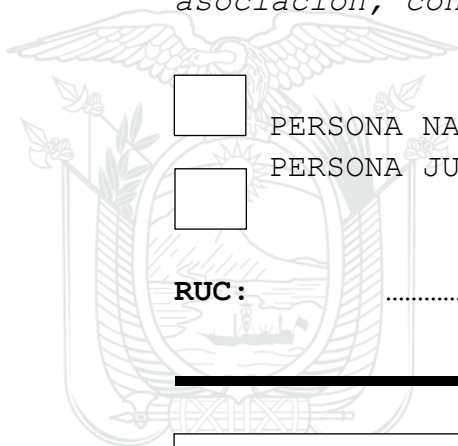 asociación, con
PERSONA NA
PERSONA JU
RUC: ..............